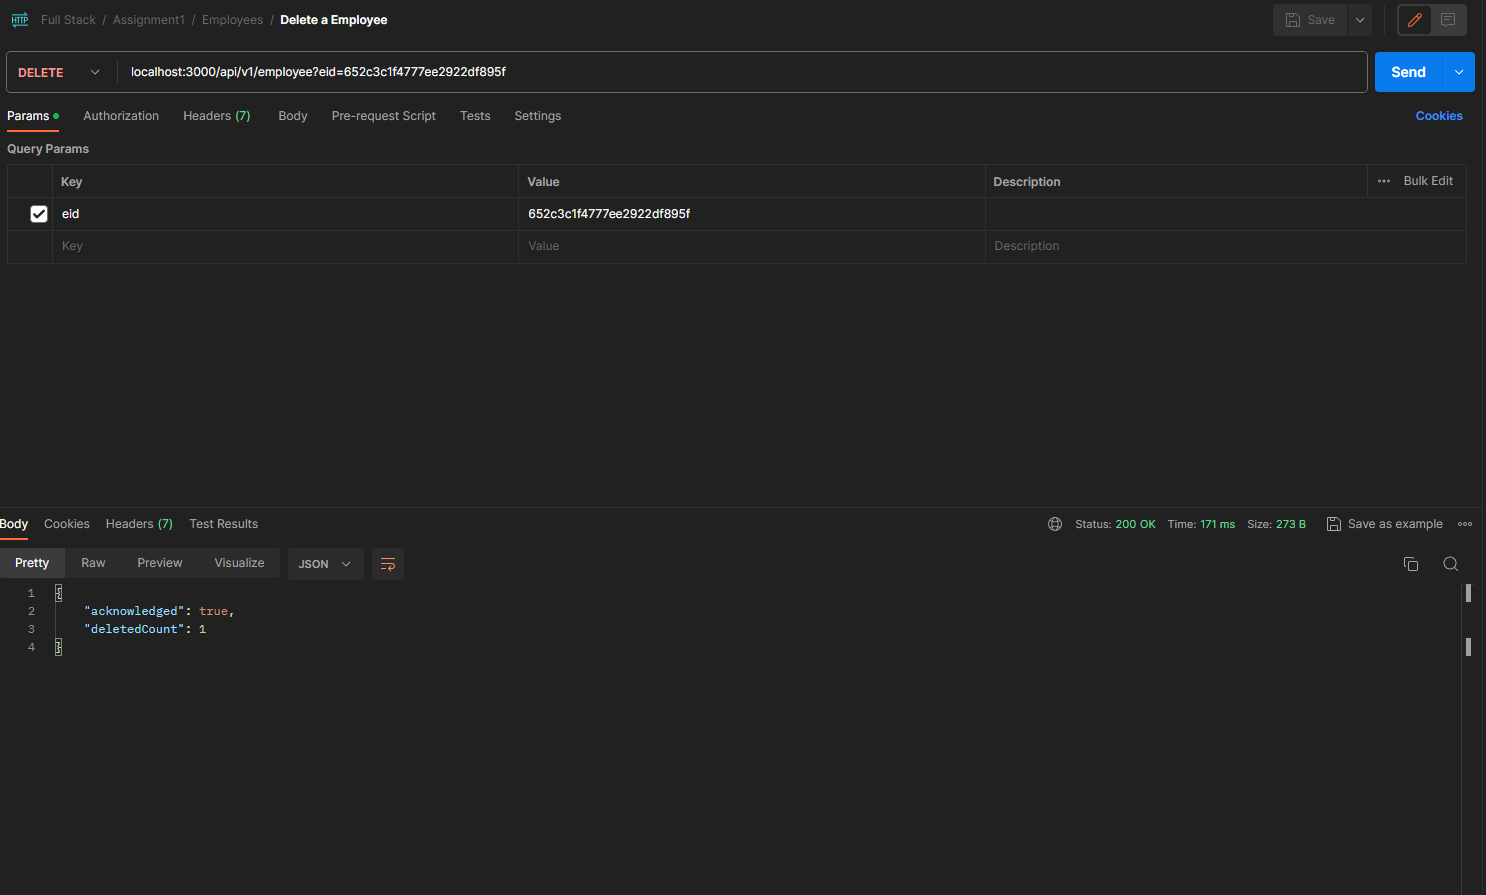 HTTP Full Stack / Assignment1 / Employees / Delete a Employee Save
DELETE localhost:3000/api/v1/employee?eid=652c3c1f4777ee2922df895f Send
Params Authorization Headers (7) Body Pre-request Script Tests Settings Cookies
Query Params
Key Value Description ••• Bulk Edit
eid 652c3c1f4777ee2922df895f
Key Value Description
Body Cookies Headers (7) Test Results Status: 200 OK Time: 171 ms Size: 273 B Save as example
Pretty Raw Preview Visualize JSON
1 {
2 "acknowledged": true,
3 "deletedCount": 1
4 }